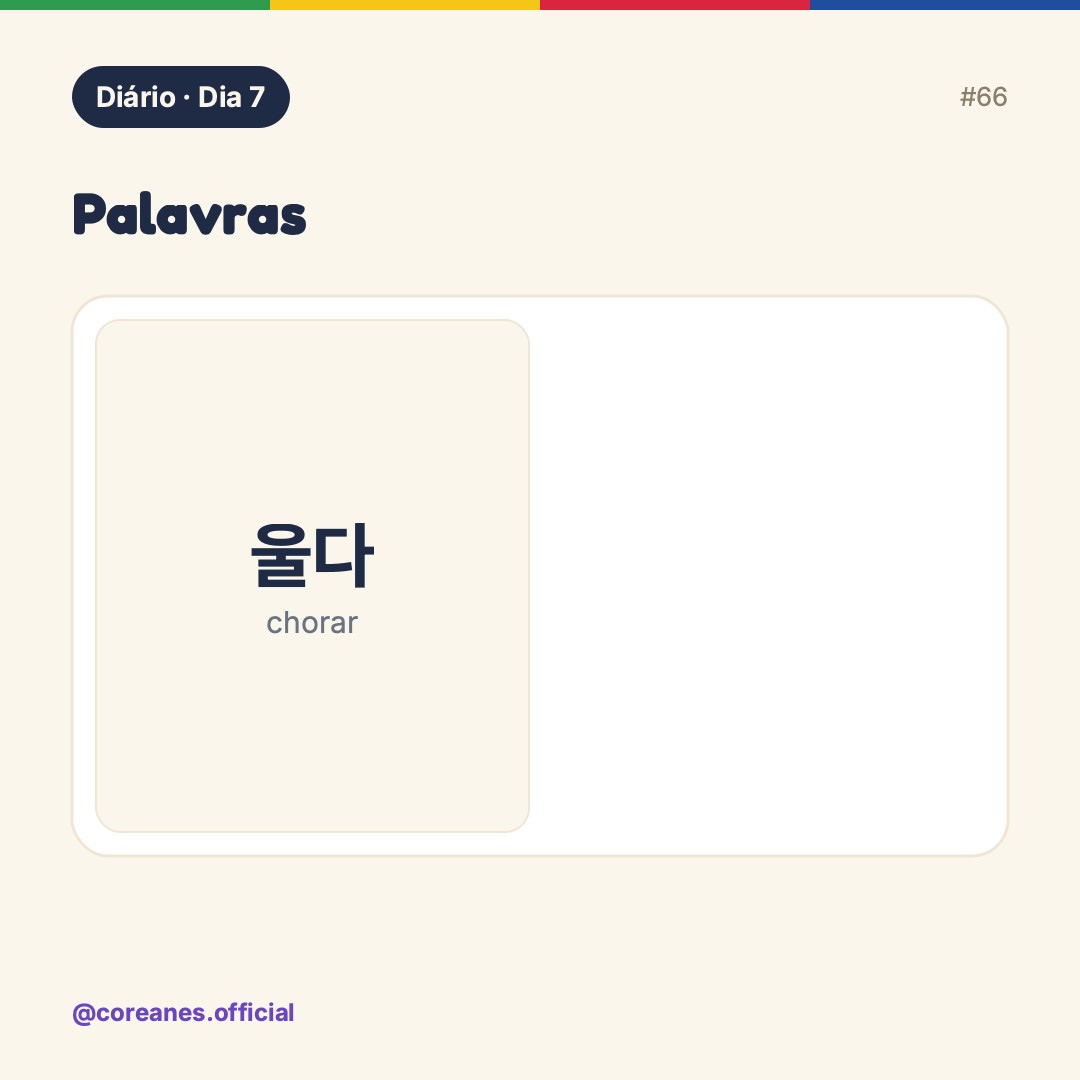 Diário · Dia 7
#66
Palavras
울다
chorar
@coreanes.official